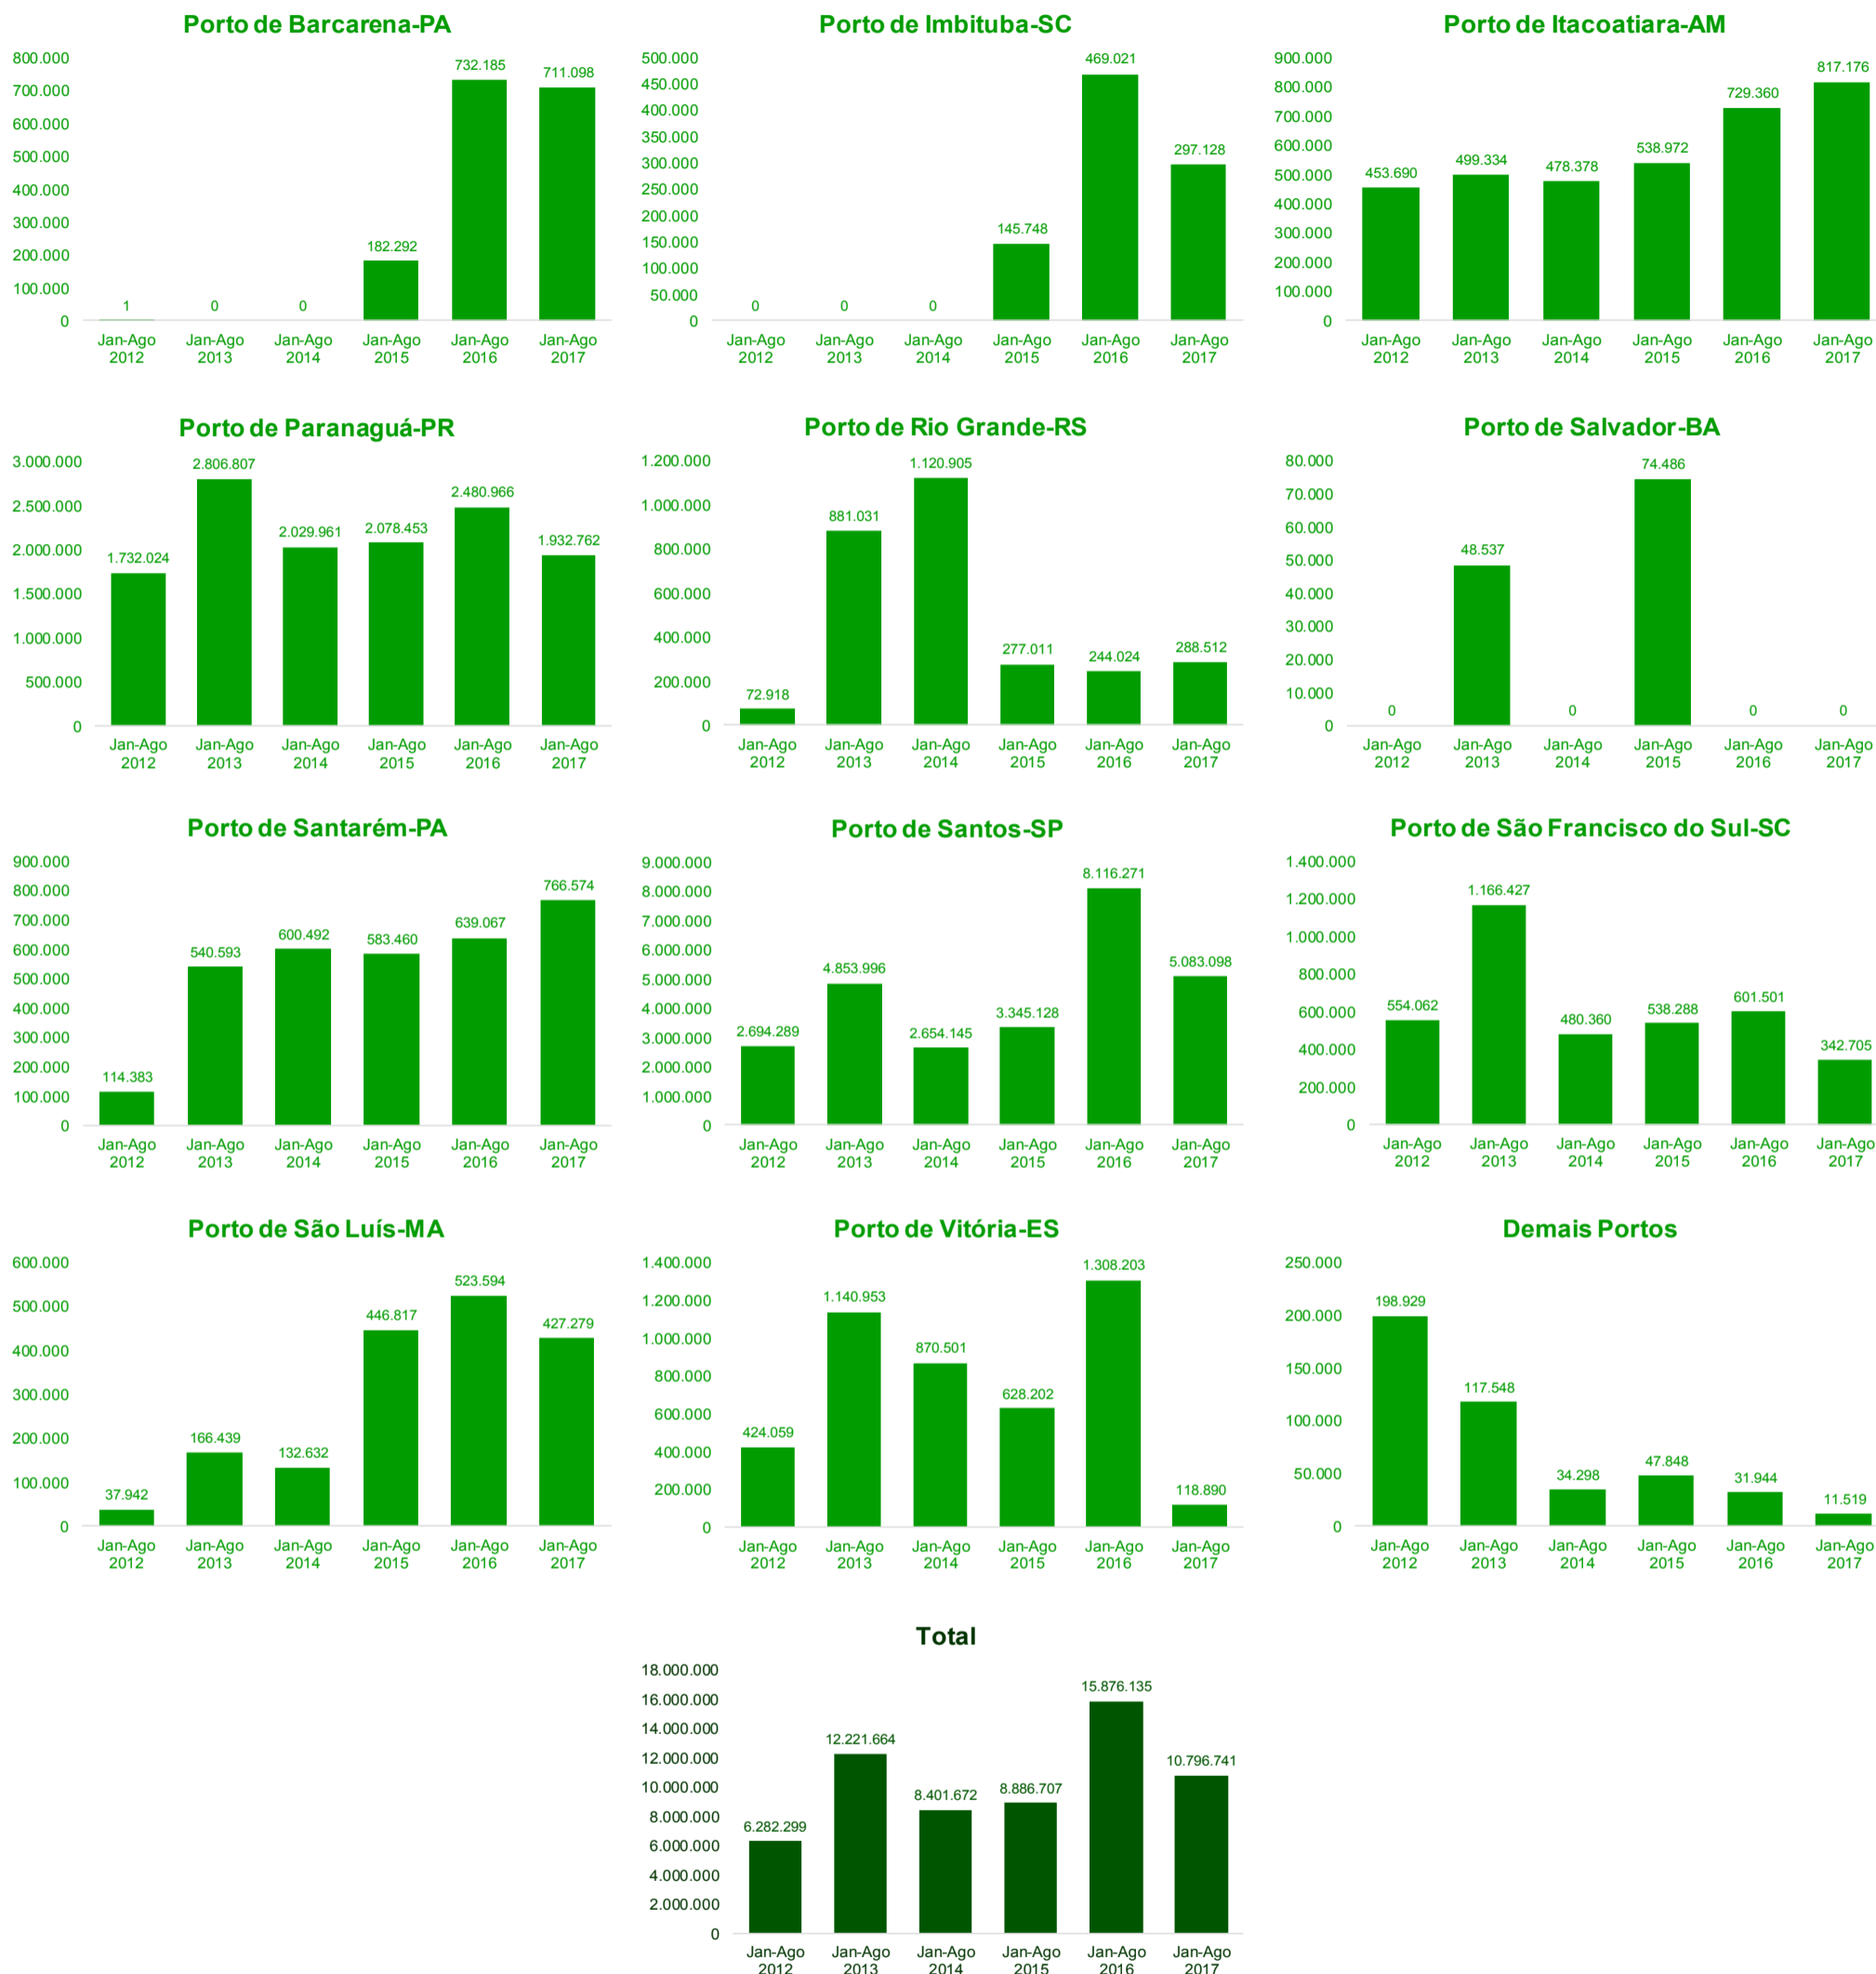 Porto de Barcarena-PA
800.000
700.000
600.000
500.000
400.000
300.000
200.000
100.000
0
1
0
0
182.292
732.185
711.098
Jan-Ago 2012
Jan-Ago 2013
Jan-Ago 2014
Jan-Ago 2015
Jan-Ago 2016
Jan-Ago 2017
Porto de Imbituba-SC
500.000
450.000
400.000
350.000
300.000
250.000
200.000
150.000
100.000
50.000
0
0
0
0
145.748
469.021
297.128
Jan-Ago 2012
Jan-Ago 2013
Jan-Ago 2014
Jan-Ago 2015
Jan-Ago 2016
Jan-Ago 2017
Porto de Itacoatiara-AM
900.000
800.000
700.000
600.000
500.000
400.000
300.000
200.000
100.000
0
453.690
499.334
478.378
538.972
729.360
817.176
Jan-Ago 2012
Jan-Ago 2013
Jan-Ago 2014
Jan-Ago 2015
Jan-Ago 2016
Jan-Ago 2017
Porto de Paranaguá-PR
3.000.000
2.500.000
2.000.000
1.500.000
1.000.000
500.000
0
1.732.024
2.806.807
2.029.961
2.078.453
2.480.966
1.932.762
Jan-Ago 2012
Jan-Ago 2013
Jan-Ago 2014
Jan-Ago 2015
Jan-Ago 2016
Jan-Ago 2017
Porto de Rio Grande-RS
1.200.000
1.000.000
800.000
600.000
400.000
200.000
0
72.918
881.031
1.120.905
277.011
244.024
288.512
Jan-Ago 2012
Jan-Ago 2013
Jan-Ago 2014
Jan-Ago 2015
Jan-Ago 2016
Jan-Ago 2017
Porto de Salvador-BA
80.000
70.000
60.000
50.000
40.000
30.000
20.000
10.000
0
0
48.537
0
74.486
0
0
Jan-Ago 2012
Jan-Ago 2013
Jan-Ago 2014
Jan-Ago 2015
Jan-Ago 2016
Jan-Ago 2017
Porto de Santarém-PA
900.000
800.000
700.000
600.000
500.000
400.000
300.000
200.000
100.000
0
114.383
540.593
600.492
583.460
639.067
766.574
Jan-Ago 2012
Jan-Ago 2013
Jan-Ago 2014
Jan-Ago 2015
Jan-Ago 2016
Jan-Ago 2017
Porto de Santos-SP
9.000.000
8.000.000
7.000.000
6.000.000
5.000.000
4.000.000
3.000.000
2.000.000
1.000.000
0
2.694.289
4.853.996
2.654.145
3.345.128
8.116.271
5.083.098
Jan-Ago 2012
Jan-Ago 2013
Jan-Ago 2014
Jan-Ago 2015
Jan-Ago 2016
Jan-Ago 2017
Porto de São Francisco do Sul-SC
1.400.000
1.200.000
1.000.000
800.000
600.000
400.000
200.000
0
554.062
1.166.427
480.360
538.288
601.501
342.705
Jan-Ago 2012
Jan-Ago 2013
Jan-Ago 2014
Jan-Ago 2015
Jan-Ago 2016
Jan-Ago 2017
Porto de São Luís-MA
600.000
500.000
400.000
300.000
200.000
100.000
0
37.942
166.439
132.632
446.817
523.594
427.279
Jan-Ago 2012
Jan-Ago 2013
Jan-Ago 2014
Jan-Ago 2015
Jan-Ago 2016
Jan-Ago 2017
Porto de Vitória-ES
1.400.000
1.200.000
1.000.000
800.000
600.000
400.000
200.000
0
424.059
1.140.953
870.501
628.202
1.308.203
118.890
Jan-Ago 2012
Jan-Ago 2013
Jan-Ago 2014
Jan-Ago 2015
Jan-Ago 2016
Jan-Ago 2017
Demais Portos
250.000
200.000
150.000
100.000
50.000
0
198.929
117.548
34.298
47.848
31.944
11.519
Jan-Ago 2012
Jan-Ago 2013
Jan-Ago 2014
Jan-Ago 2015
Jan-Ago 2016
Jan-Ago 2017
Total
18.000.000
16.000.000
14.000.000
12.000.000
10.000.000
8.000.000
6.000.000
4.000.000
2.000.000
0
6.282.299
12.221.664
8.401.672
8.886.707
15.876.135
10.796.741
Jan-Ago 2012
Jan-Ago 2013
Jan-Ago 2014
Jan-Ago 2015
Jan-Ago 2016
Jan-Ago 2017